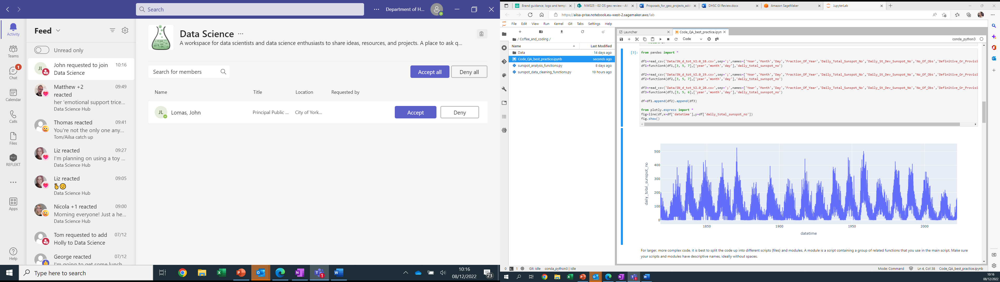 Search
Department of H...
Activity
Teams
Chat
1
Calendar
Calls
Files
REFLEKT
Apps
Help
Feed
Unread only
JL
John requested to join
Data Science
10:16
Matthew +2
reacted
09:49
her 'emotional support trice...
Data Science Hub
Thomas reacted
09:41
You're not the only one any...
Tom/Ailsa catch up
Liz reacted
09:27
I'm planning on using a toy ...
Data Science Hub
Liz reacted
09:05
Data Science Hub
Nicola +1 reacted
09:00
Morning everyone! Just a he...
Data Science Hub
Tom requested to add
Holly to Data Science
07/12
George reacted
07/12
I'm going to get some lunch
Data Science ...
A workspace for data scientists and data science enthusiasts to share ideas, resources, and projects. A place to ask q...
Search for members
Accept all
Deny all
Name Title Location Requested by
JL Lomas, John Principal Public ... City of York... Accept Deny
Type here to search
1
10:16
08/12/2022
23
Brand guidance, logo and templ
NW025 - 02 OS geo review - All
Proposals_for_geo_projects_add
DHSC GI Review.docx
Amazon SageMaker
JupyterLab
https://ailsa-prise.notebook.eu-west-2.sagemaker.aws/lab
File Edit View Run Kernel Git Tabs Settings Help
/ Coffee_and_coding /
Name Last Modified
Data 14 days ago
Code_QA_best_practice.ipynb seconds ago
sunspot_analysis_functions.py 8 days ago
sunspot_data_cleaning_functions.py 19 hours ago
Launcher
Code_QA_best_practice.ipyn
Code
git
conda_python3
[3]:
from pandas import *
df1=read_csv('Data/SN_d_tot_V2.0_18.csv',sep=';',names=['Year','Month','Day','Fraction_Of_Year','Daily_Total_Sunspot_No','Daily_St_Dev_Sunspot_No','No_Of_Obs','Definitive_Or_Provisi
df1=function4(df1,[3, 5, 7],['year','month','day'],'daily_total_sunspot_no')
df2=read_csv('Data/SN_d_tot_V2.0_19.csv',sep=';',names=['Year','Month','Day','Fraction_Of_Year','Daily_Total_Sunspot_No','Daily_St_Dev_Sunspot_No','No_Of_Obs','Definitive_Or_Provisi
df2=function4(df2,[3, 5, 7],['year','month','day'],'daily_total_sunspot_no')
df3=read_csv('Data/SN_d_tot_V2.0_20.csv',sep=';',names=['Year','Month','Day','Fraction_Of_Year','Daily_Total_Sunspot_No','Daily_St_Dev_Sunspot_No','No_Of_Obs','Definitive_Or_Provisi
df3=function4(df3,[3, 5, 6],['year','month','day'],'daily_total_sunspot_no')
df=df1.append(df2).append(df3)
from plotly.express import *
fig=line(df,x=df['datetime'],y=df['daily_total_sunspot_no'])
fig.show()
500
400
300
200
100
0
daily_total_sunspot_no
1850 1900 1950 2000
datetime
For larger, more complex code, it is best to split the code up into different scripts (files) and modules. A module is a script containing a group of related functions that you use in the main script. Make sure
your scripts and modules have descriptive names, ideally without spaces.
0 1 Git: idle conda_python3 | Idle
Mode: Command Ln 4, Col 38 Code_QA_best_practice.ipynb
10:16
08/12/2022